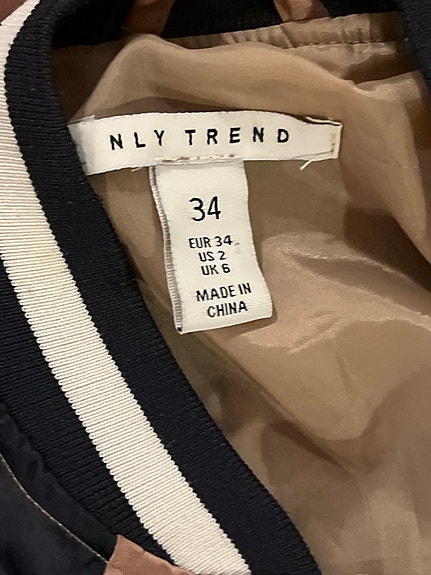 NLY TREND
34
EUR 34
US 2
UK 6
MADE IN
CHINA